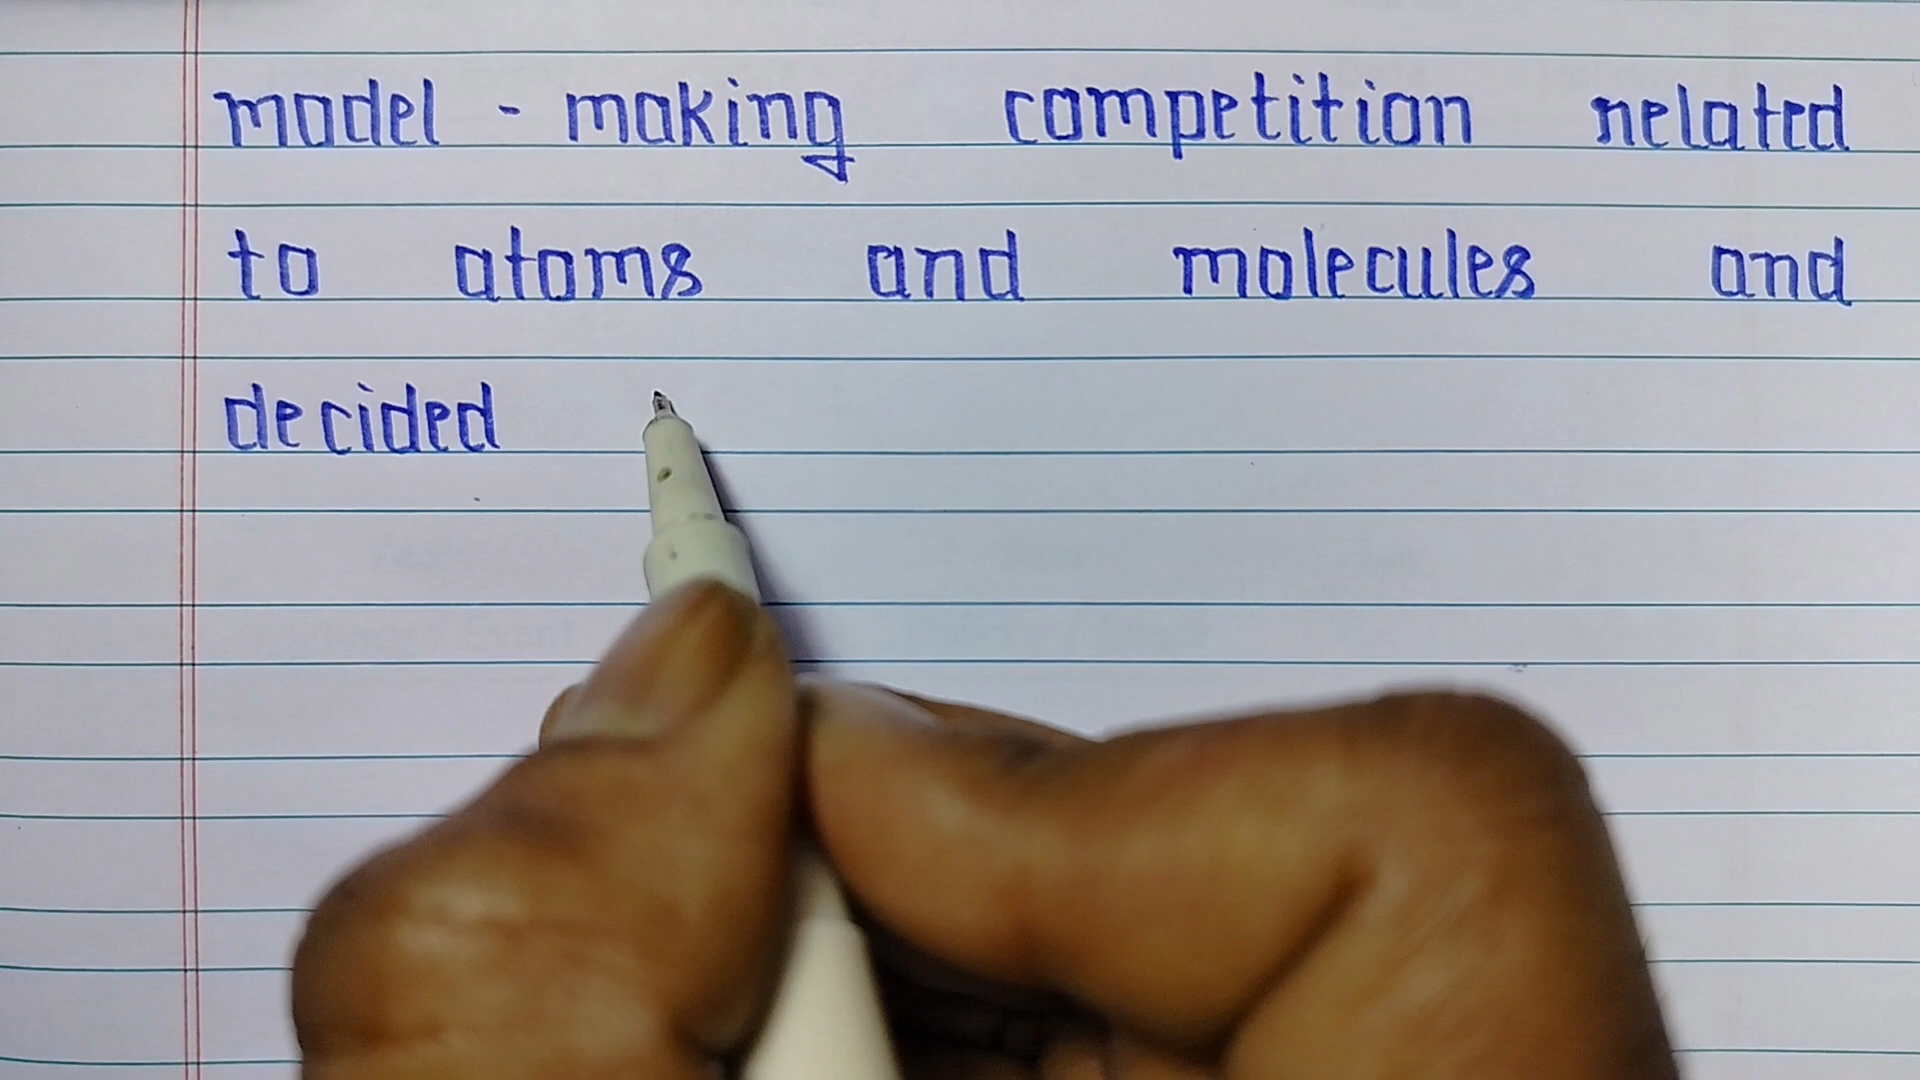 model - making competition related
to atoms and molecules and
decided